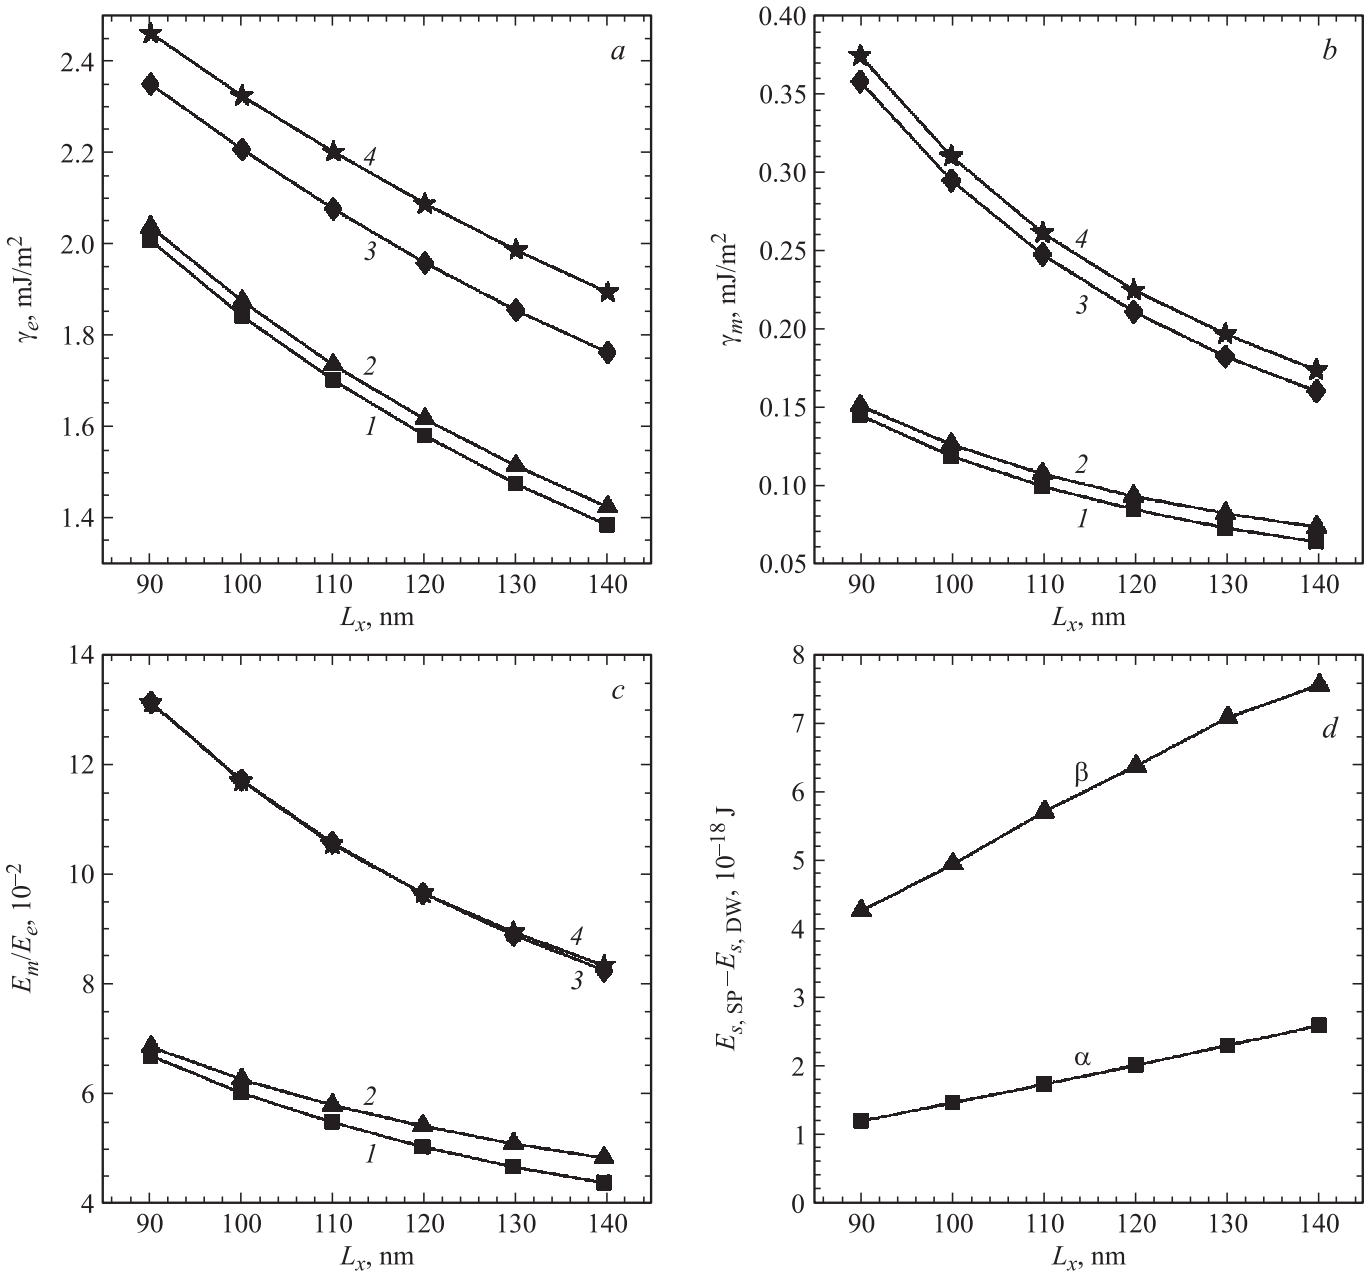 a
2.4
2.2
2.0
1.8
1.6
1.4
γe, mJ/m2
4
3
2
1
90 100 110 120 130 140
Lx, nm
b
0.40
0.35
0.30
0.25
0.20
0.15
0.10
0.05
γm, mJ/m2
4
3
2
1
90 100 110 120 130 140
Lx, nm
c
14
12
10
8
6
4
Em/Ee, 10–2
4
3
2
1
90 100 110 120 130 140
Lx, nm
d
8
7
6
5
4
3
2
1
0
Es, SP–Es, DW, 10–18 J
β
α
90 100 110 120 130 140
Lx, nm